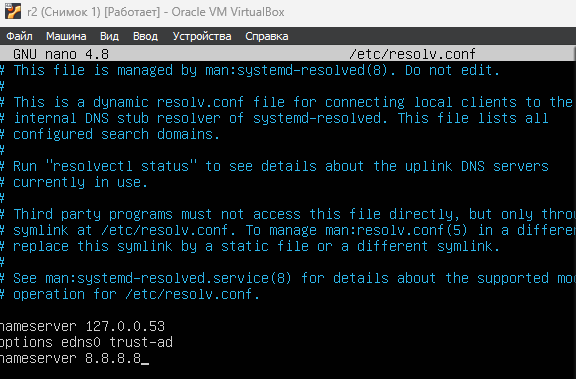 r2 (Снимок 1) [Работает] - Oracle VM VirtualBox
Файл Машина Вид Ввод Устройства Справка
GNU nano 4.8 /etc/resolv.conf
# This file is managed by man:systemd-resolved(8). Do not edit.
#
# This is a dynamic resolv.conf file for connecting local clients to the
# internal DNS stub resolver of systemd-resolved. This file lists all
# configured search domains.
#
# Run "resolvectl status" to see details about the uplink DNS servers
# currently in use.
#
# Third party programs must not access this file directly, but only throu
# symlink at /etc/resolv.conf. To manage man:resolv.conf(5) in a differen
# replace this symlink by a static file or a different symlink.
#
# See man:systemd-resolved.service(8) for details about the supported mod
# operation for /etc/resolv.conf.
nameserver 127.0.0.53
options edns0 trust-ad
nameserver 8.8.8.8_